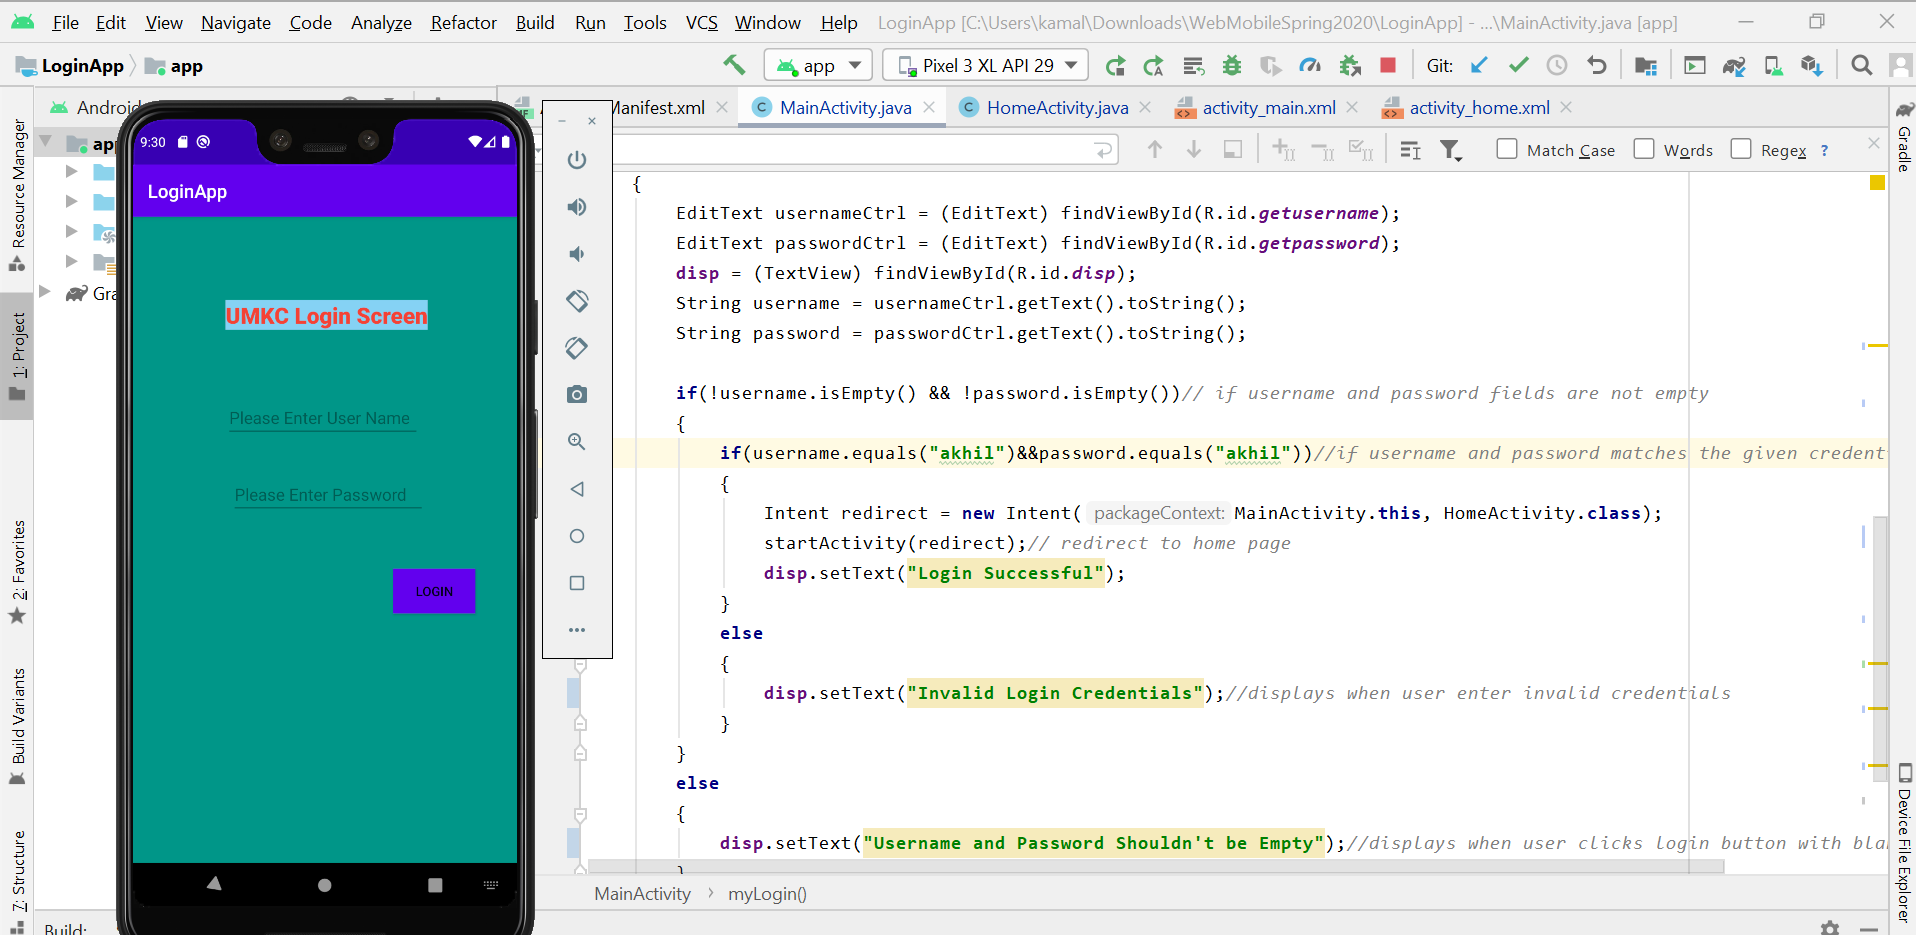 File Edit View Navigate Code Analyze Refactor Build Run Tools VCS Window Help LoginApp [C:\Users\kamal\Downloads\WebMobileSpring2020\LoginApp] - ...\MainActivity.java [app]
LoginApp app app Pixel 3 XL API 29 Git:
Android Manifest.xml MainActivity.java HomeActivity.java activity_main.xml activity_home.xml
Match Case Words Regex ?
Resource Manager
1: Project
2: Favorites
Build Variants
7: Structure
app
Gra
9:30
LoginApp
UMKC Login Screen
Please Enter User Name
Please Enter Password
LOGIN
{
EditText usernameCtrl = (EditText) findViewById(R.id.getusername);
EditText passwordCtrl = (EditText) findViewById(R.id.getpassword);
disp = (TextView) findViewById(R.id.disp);
String username = usernameCtrl.getText().toString();
String password = passwordCtrl.getText().toString();
if(!username.isEmpty() && !password.isEmpty())// if username and password fields are not empty
{
if(username.equals("akhil")&&password.equals("akhil"))//if username and password matches the given credent
{
Intent redirect = new Intent( packageContext: MainActivity.this, HomeActivity.class);
startActivity(redirect);// redirect to home page
disp.setText("Login Successful");
}
else
{
disp.setText("Invalid Login Credentials");//displays when user enter invalid credentials
}
}
else
{
disp.setText("Username and Password Shouldn't be Empty");//displays when user clicks login button with bla
}
MainActivity › myLogin()
Build:
Gradle
Device File Explorer